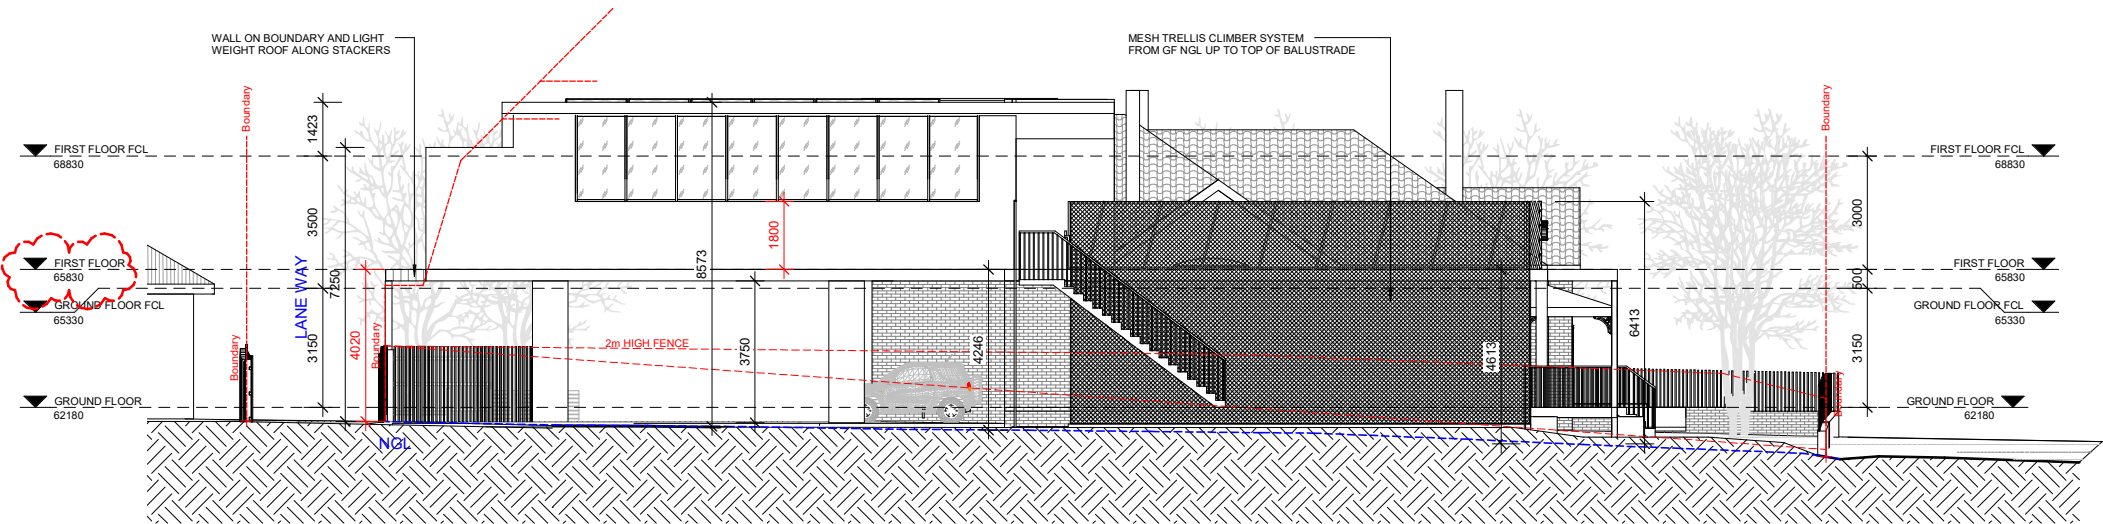 WALL ON BOUNDARY AND LIGHT
WEIGHT ROOF ALONG STACKERS
MESH TRELLIS CLIMBER SYSTEM
FROM GF NGL UP TO TOP OF BALUSTRADE
Boundary
Boundary
1423
FIRST FLOOR FCL
68830
FIRST FLOOR FCL
68830
3500
7250
1800
8573
3000
FIRST FLOOR
65830
FIRST FLOOR
65830
500
GROUND FLOOR FCL
65330
GROUND FLOOR FCL
65330
LANE WAY
3150
4020
Boundary
Boundary
2m HIGH FENCE
3750
4246
4613
6413
3150
Boundary
GROUND FLOOR
62180
GROUND FLOOR
62180
NGL